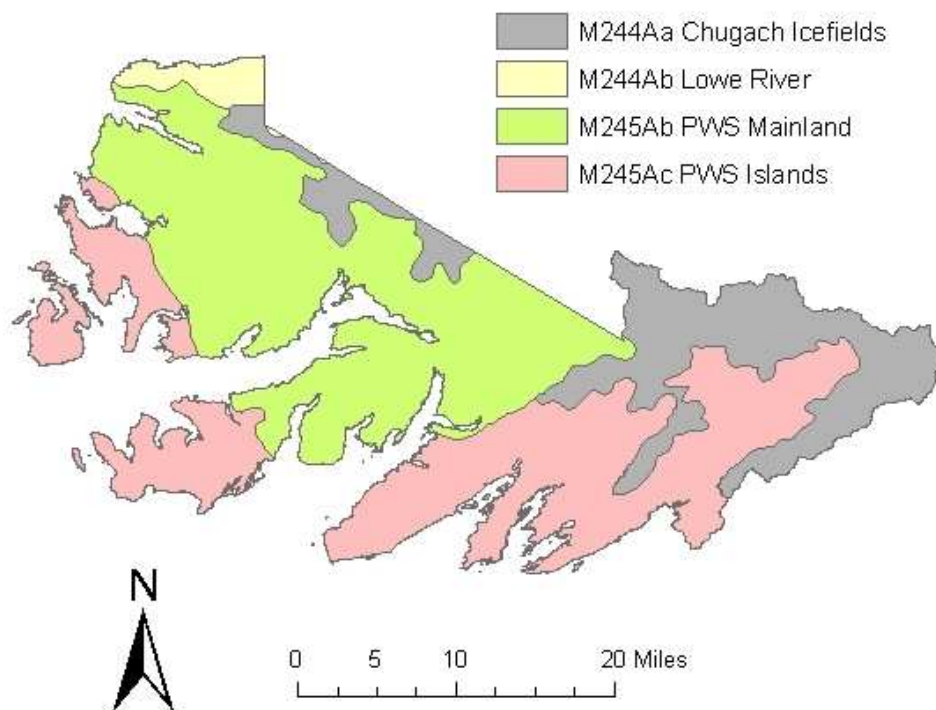 M244Aa Chugach Icefields
M244Ab Lowe River
M245Ab PWS Mainland
M245Ac PWS Islands
N
0 5 10 20 Miles